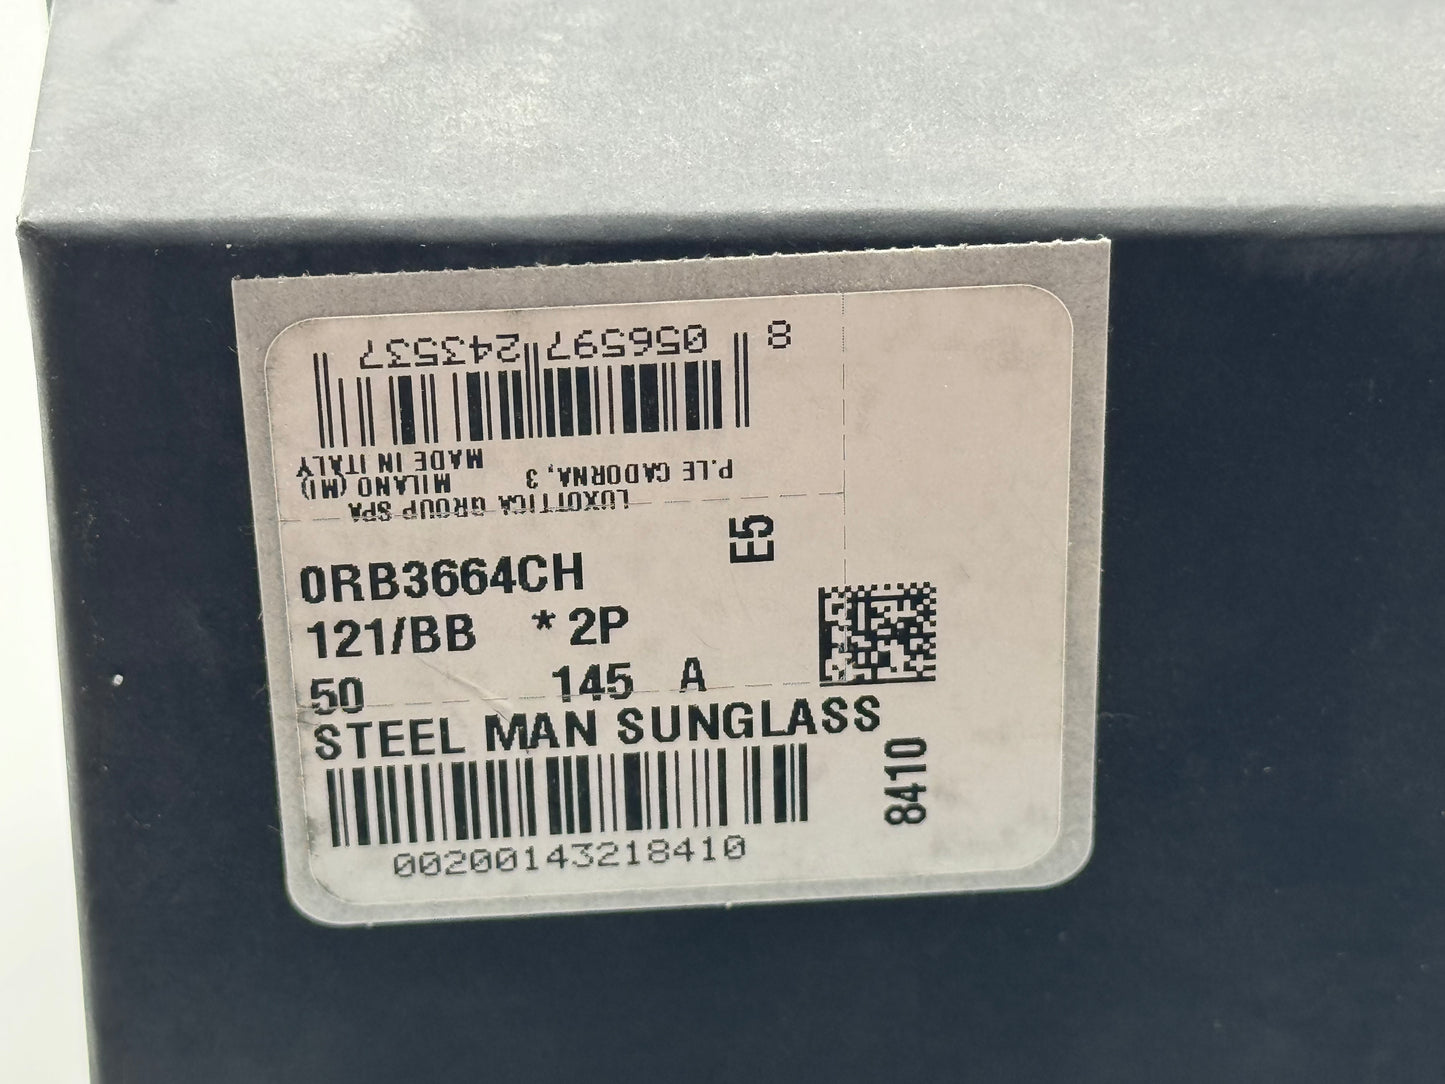 8 056597 243537
LUXOTTICA GROUP SPA
P.LE CADORNA, 3 MILANO (MI)
MADE IN ITALY
0RB3664CH
E5
121/BB * 2P
50 145 A
STEEL MAN SUNGLASS
8410
00200143218410